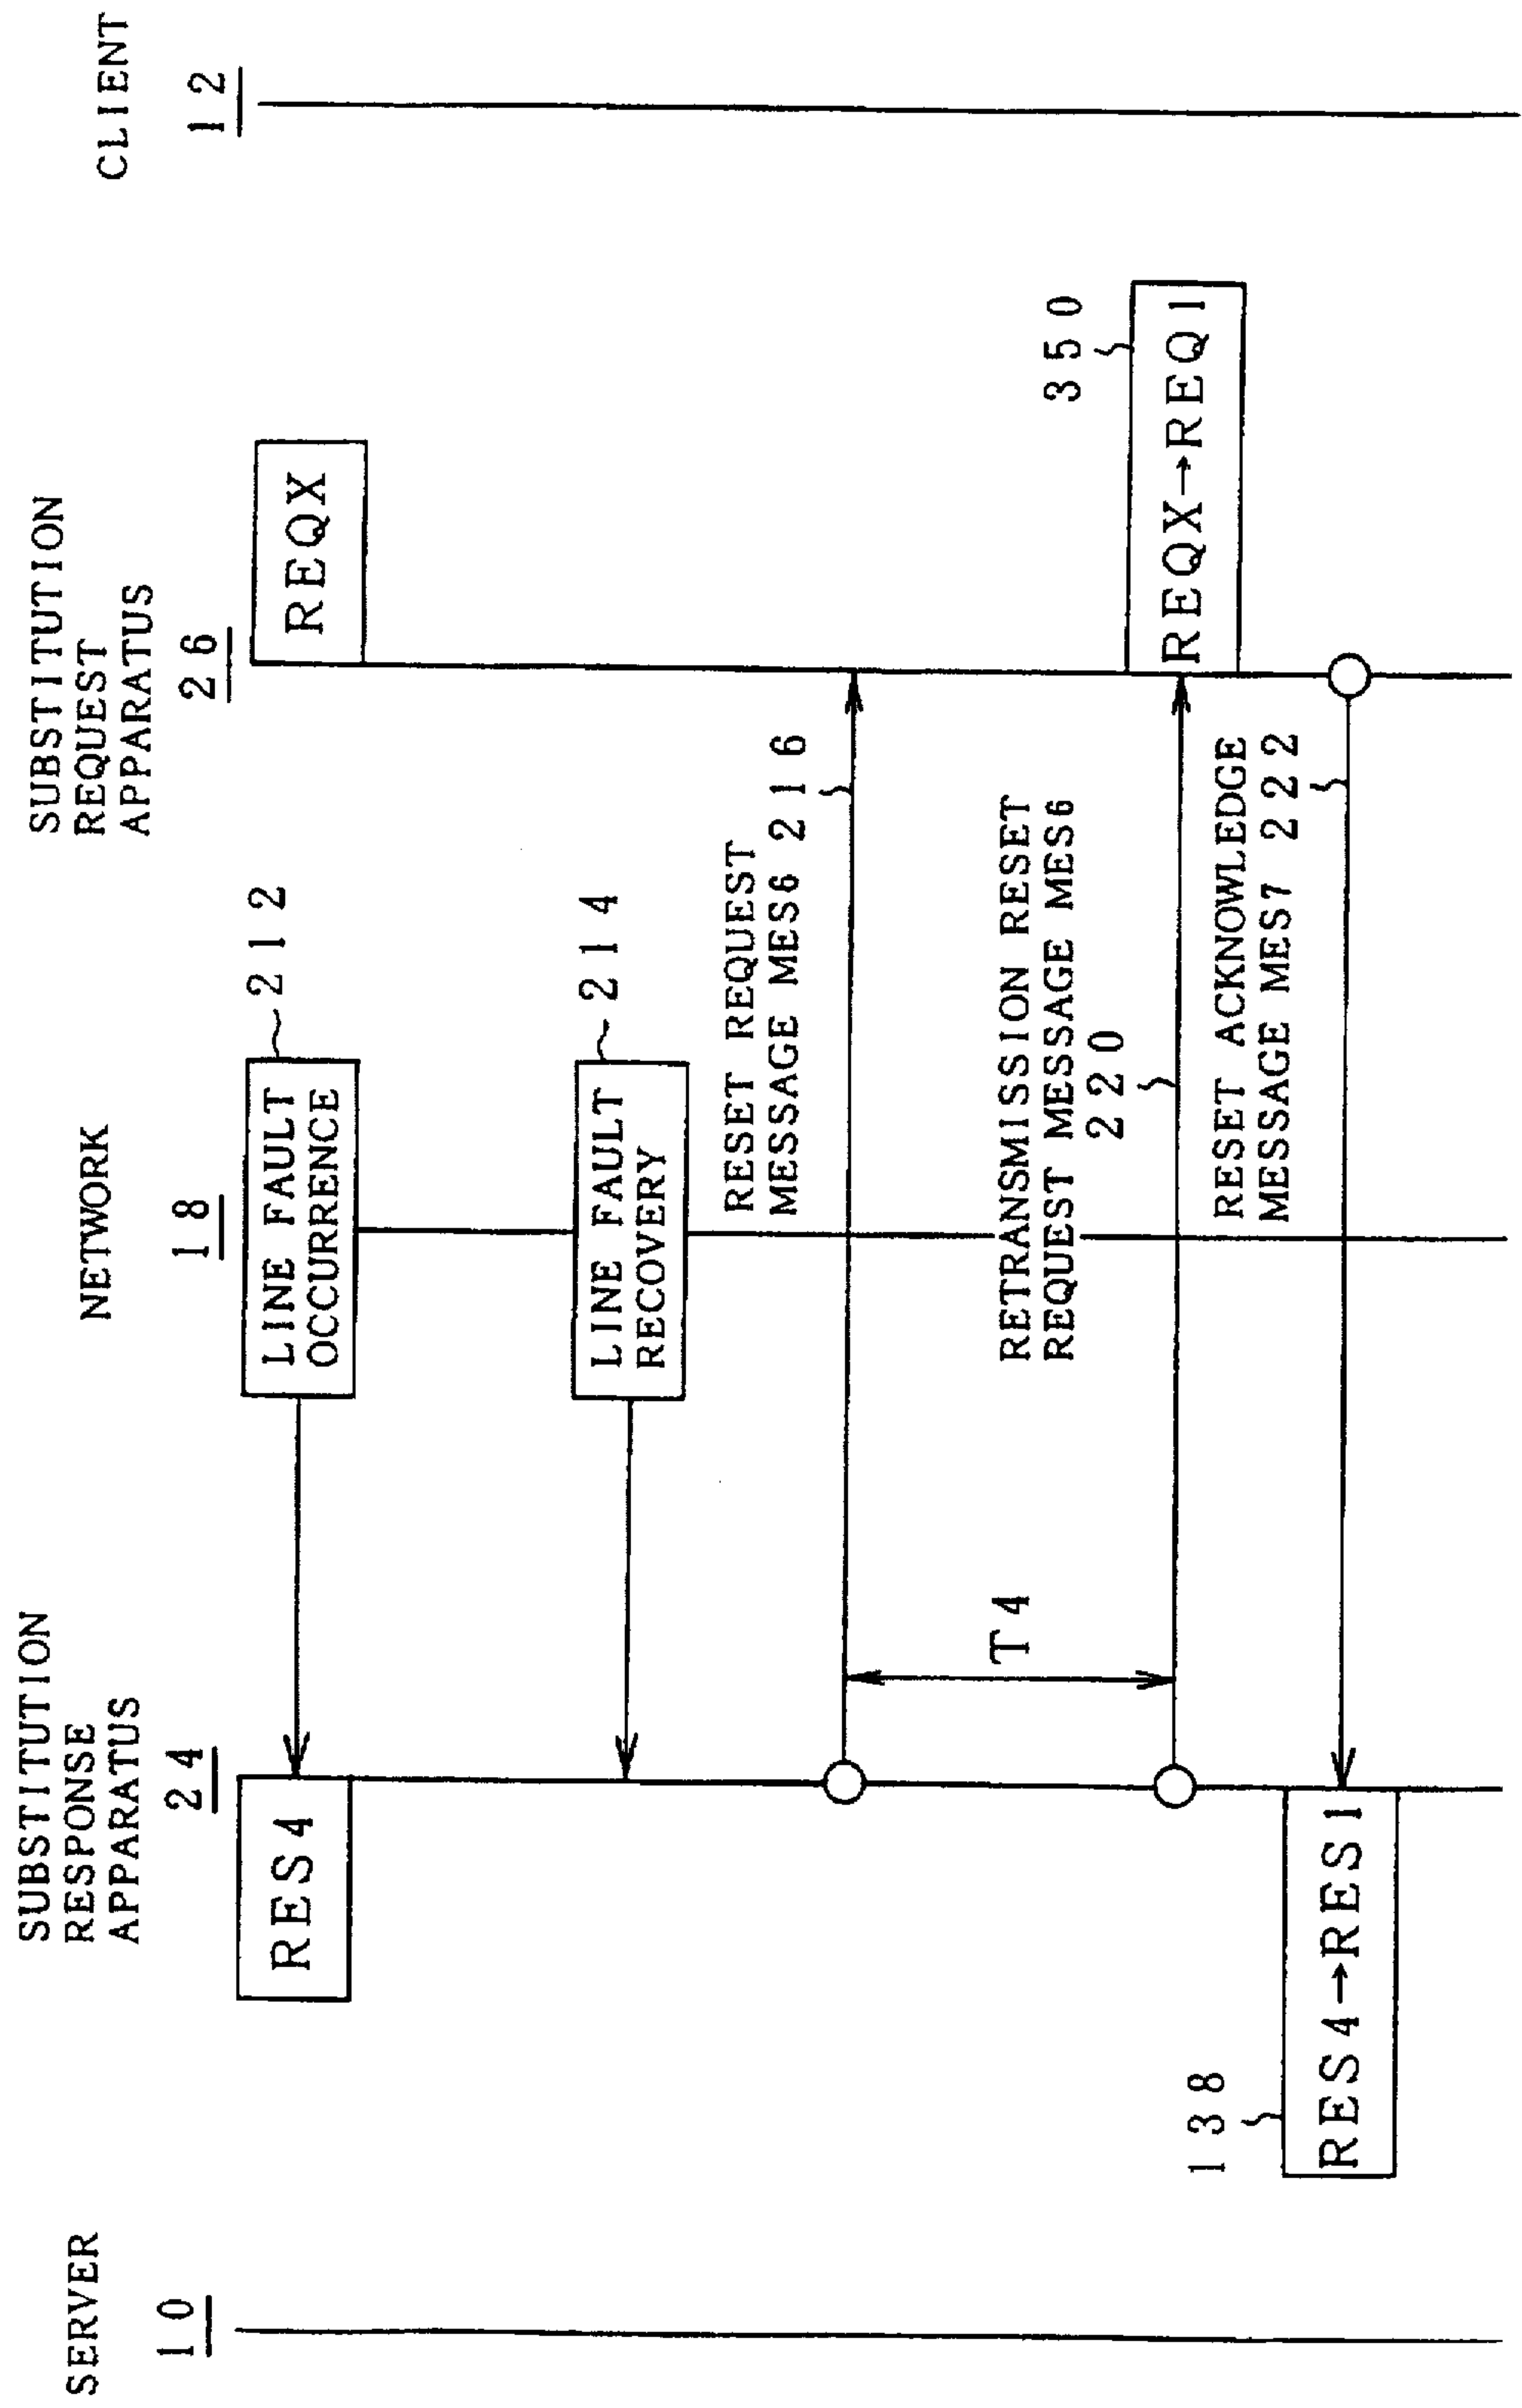 SERVER
10
SUBSTITUTION
RESPONSE
APPARATUS
24
NETWORK
18
SUBSTITUTION
REQUEST
APPARATUS
26
CLIENT
12
RES4
LINE FAULT
OCCURRENCE
212
REQX
LINE FAULT
RECOVERY
214
RESET REQUEST
MESSAGE MES6 216
T4
RETRANSMISSION RESET
REQUEST MESSAGE MES6
220
350
REQX→REQ1
RESET ACKNOWLEDGE
MESSAGE MES7 222
138
RES4→RES1